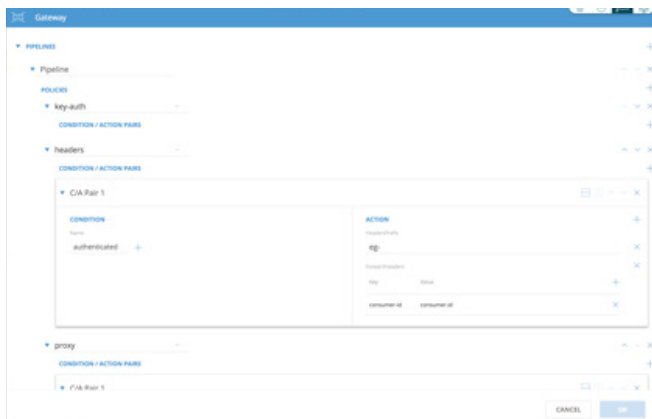 Gateway
PIPELINES
Pipeline
POLICIES
key-auth
CONDITION / ACTION PAIRS
headers
CONDITION / ACTION PAIRS
C/A Pair 1
CONDITION
Name
authenticated
ACTION
HeadersPrefix
eg-
ForwardHeaders
Key Value
consumer-id consumer.id
proxy
CONDITION / ACTION PAIRS
C/A Pair 1
CANCEL OK